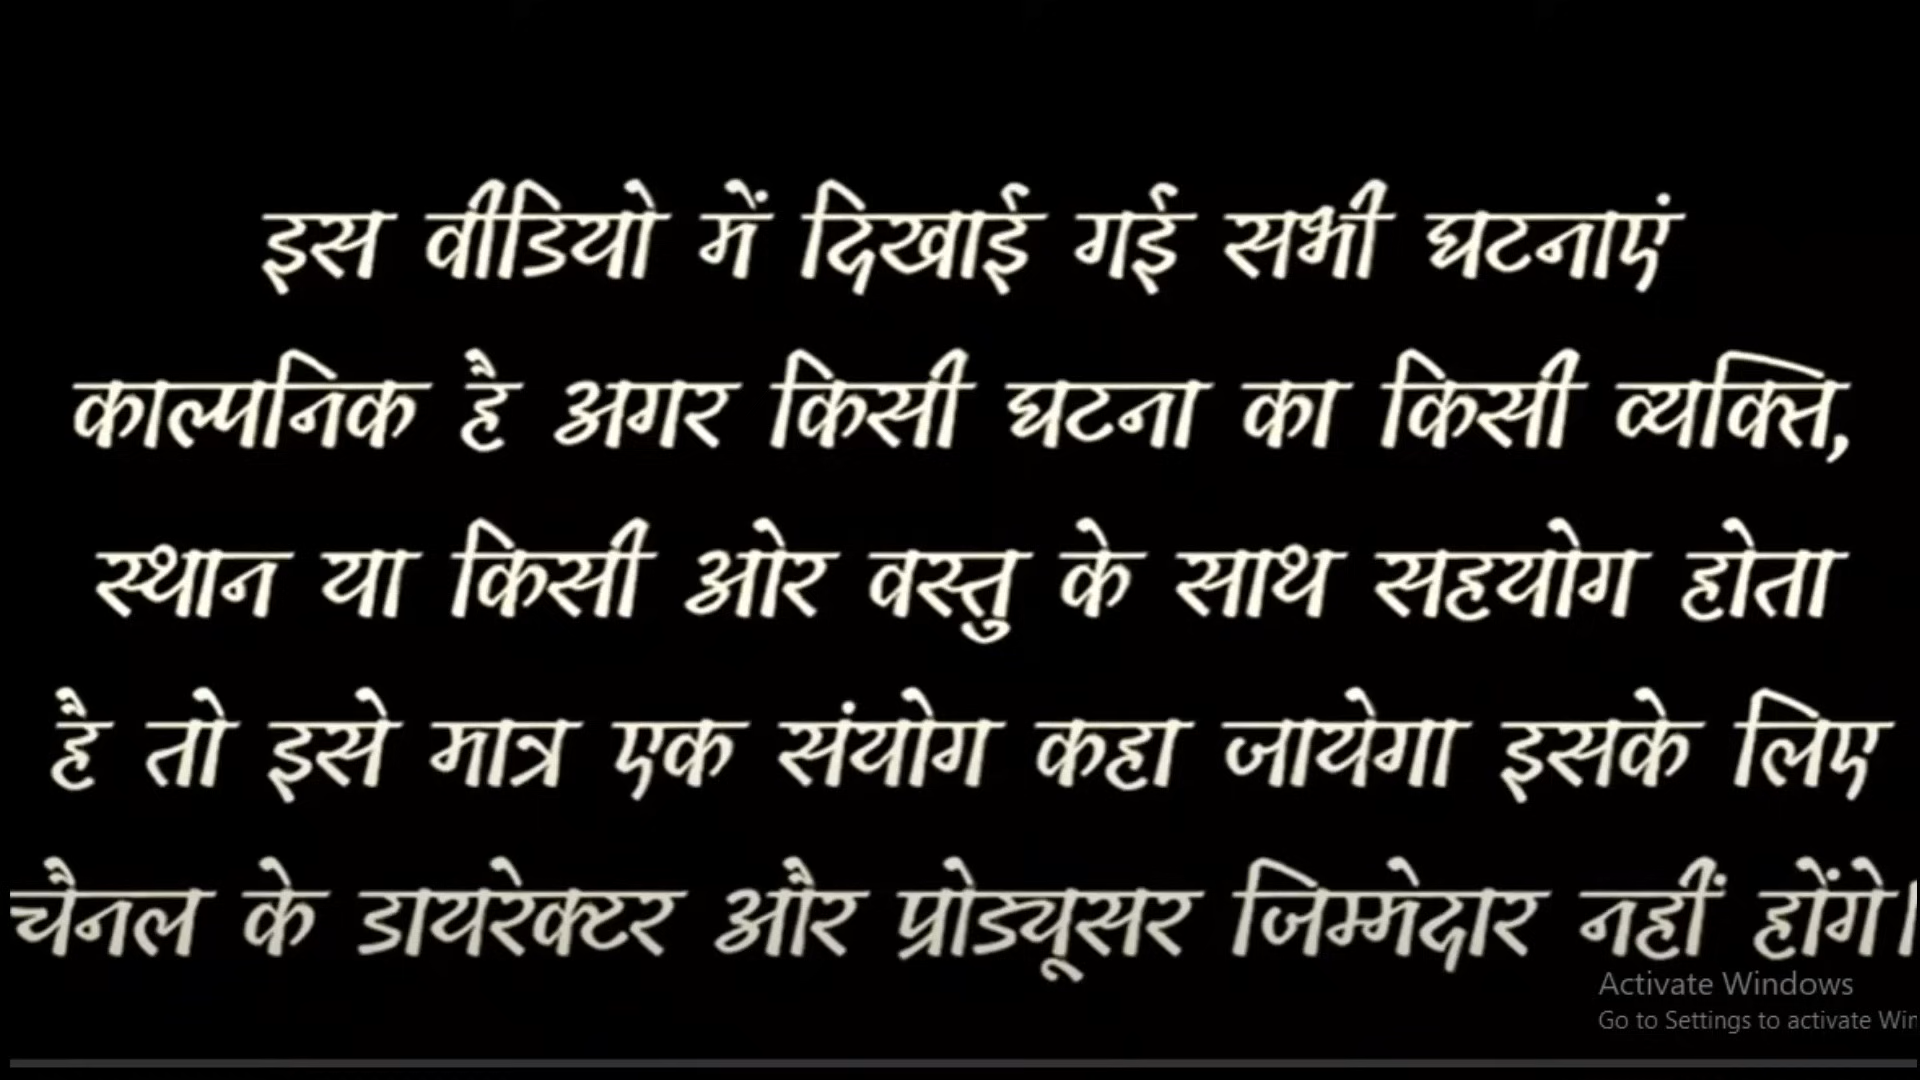 इस वीडियो में दिखाई गई सभी घटनाएं
काल्पनिक है अगर किसी घटना का किसी व्यक्ति,
स्थान या किसी ओर वस्तु के साथ सहयोग होता
है तो इसे मात्र एक संयोग कहा जायेगा इसके लिए
चैनल के डायरेक्टर और प्रोड्यूसर जिम्मेदार नहीं होंगे।
Activate Windows
Go to Settings to activate Win